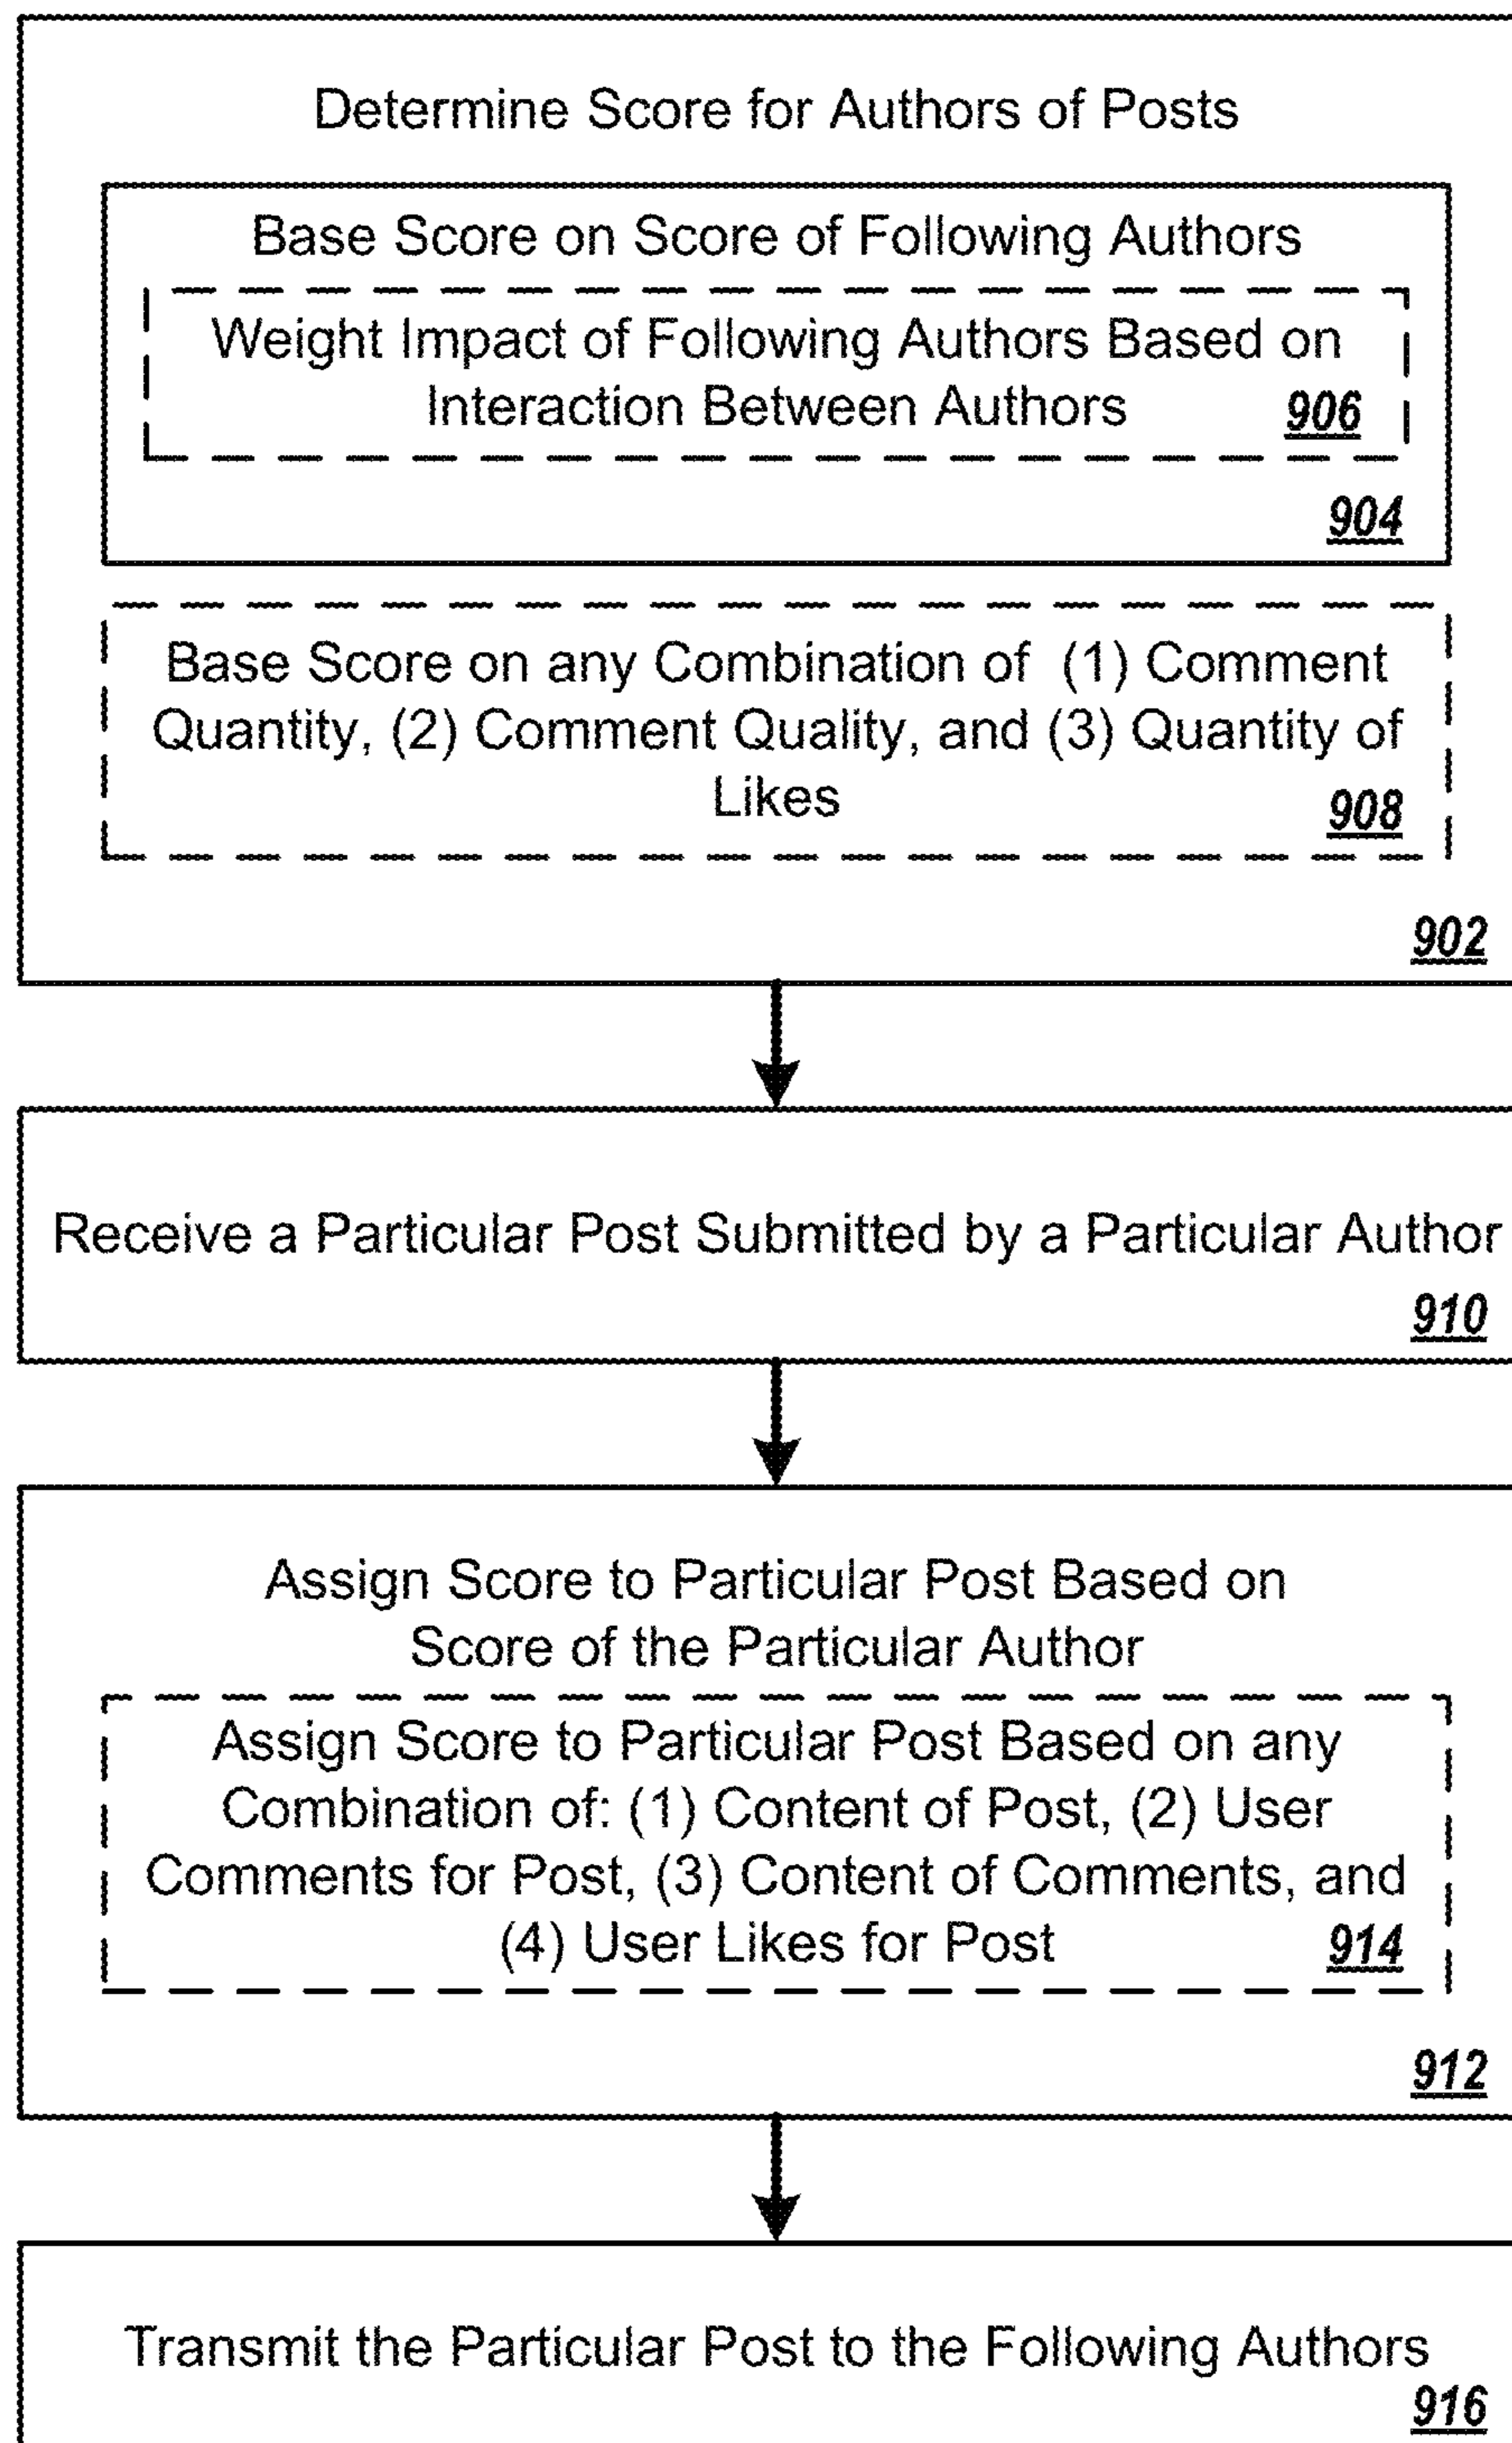 Determine Score for Authors of Posts
Base Score on Score of Following Authors
Weight Impact of Following Authors Based on
Interaction Between Authors 906
904
Base Score on any Combination of (1) Comment
Quantity, (2) Comment Quality, and (3) Quantity of
Likes 908
902
Receive a Particular Post Submitted by a Particular Author
910
Assign Score to Particular Post Based on
Score of the Particular Author
Assign Score to Particular Post Based on any
Combination of: (1) Content of Post, (2) User
Comments for Post, (3) Content of Comments, and
(4) User Likes for Post 914
912
Transmit the Particular Post to the Following Authors
916